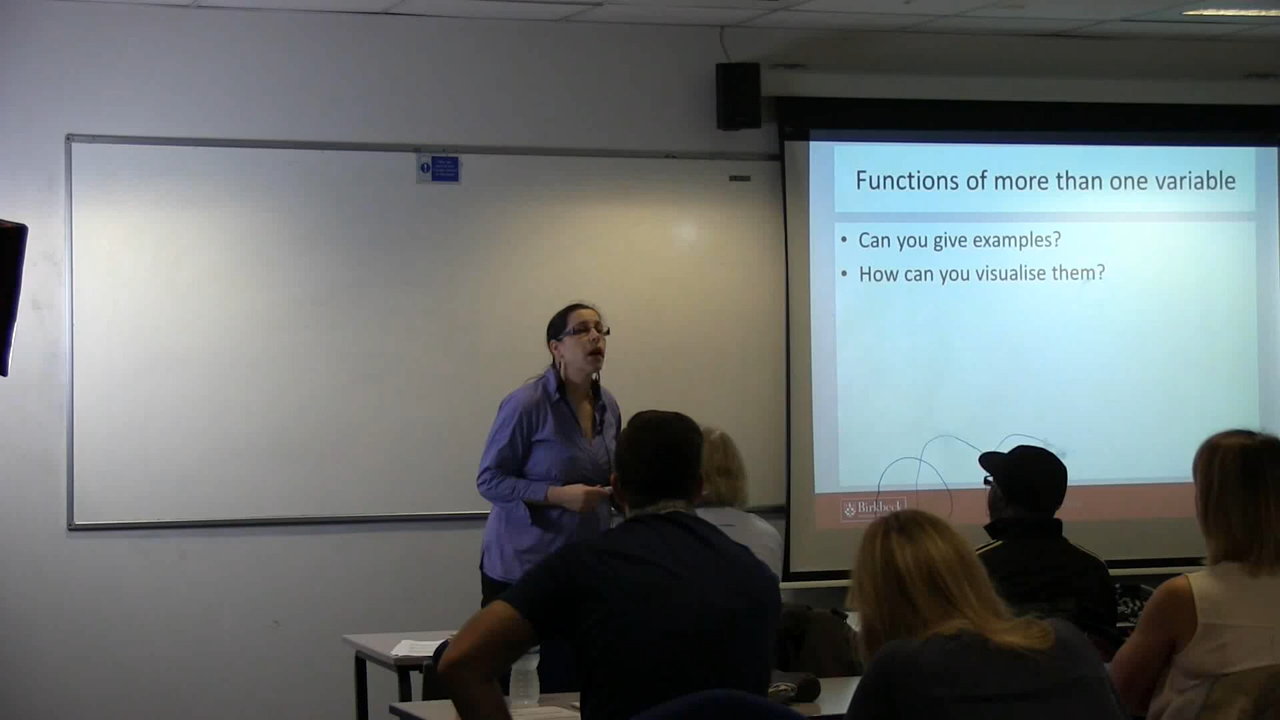 Functions of more than one variable
• Can you give examples?
• How can you visualise them?
Birkbeck